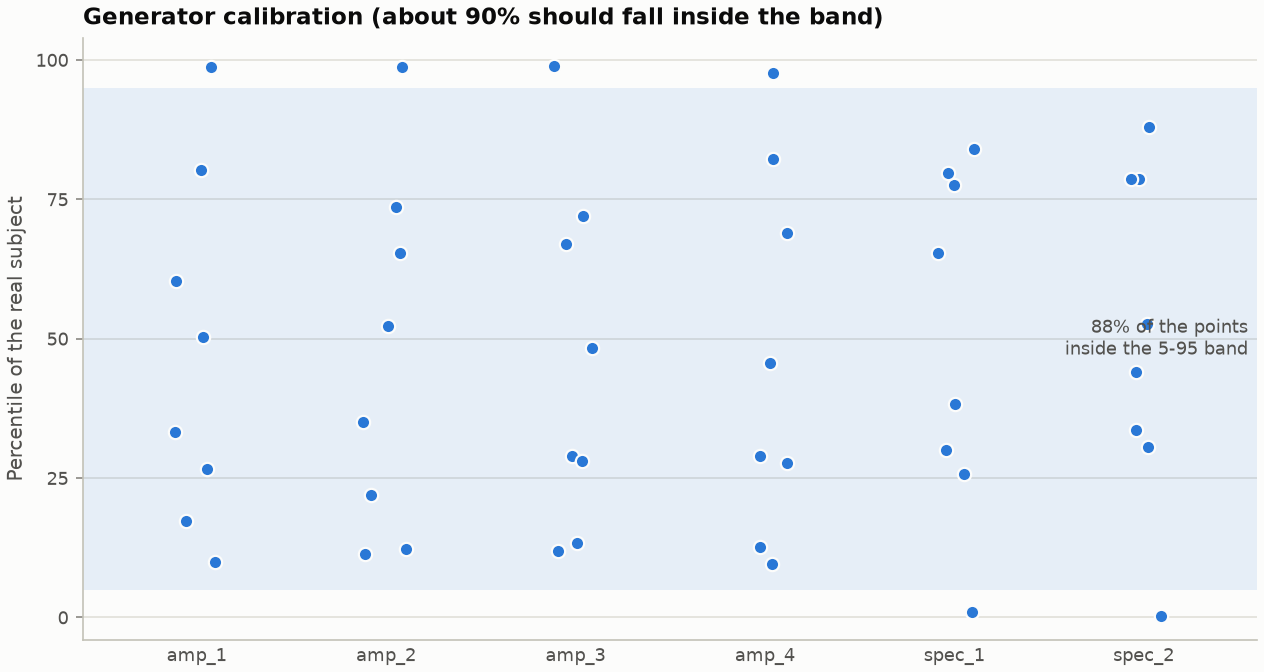 Generator calibration (about 90% should fall inside the band)
Percentile of the real subject
100
75
50
25
0
88% of the points
inside the 5-95 band
amp_1 amp_2 amp_3 amp_4 spec_1 spec_2